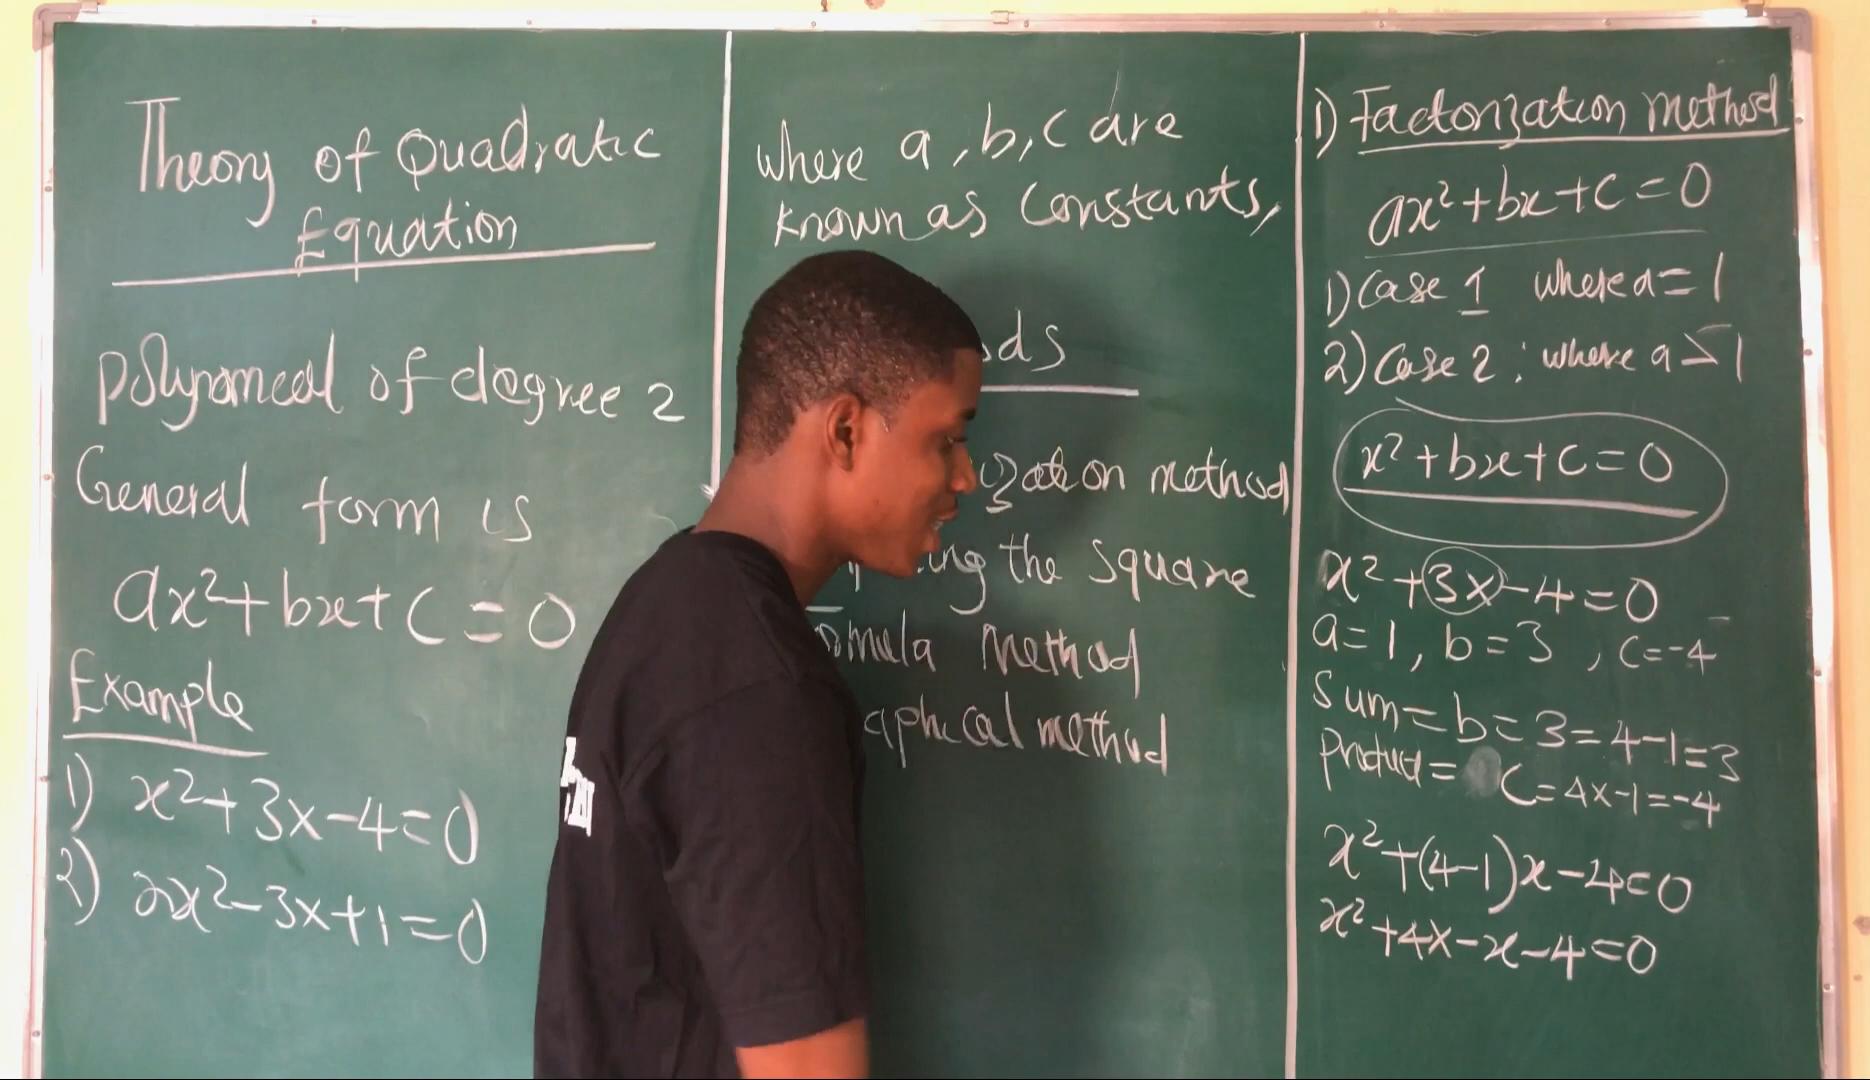 Theory of Quadratic
Equation
polynomial of degree 2
General form is
ax²+bx+c=0
Example
1) x²+3x-4=0
2) 2x²-3x+1=0
where a,b,c are
known as constants,
method
the square
method
method
1) Factorization method
ax²+bx+c=0
1) Case 1 where a=1
2) Case 2: where a>1
x²+bx+c=0
x²+3x-4=0
a=1, b=3, c=-4
Sum=b=3=4-1=3
product= c=4x-1=-4
x²+(4-1)x-4=0
x²+4x-x-4=0